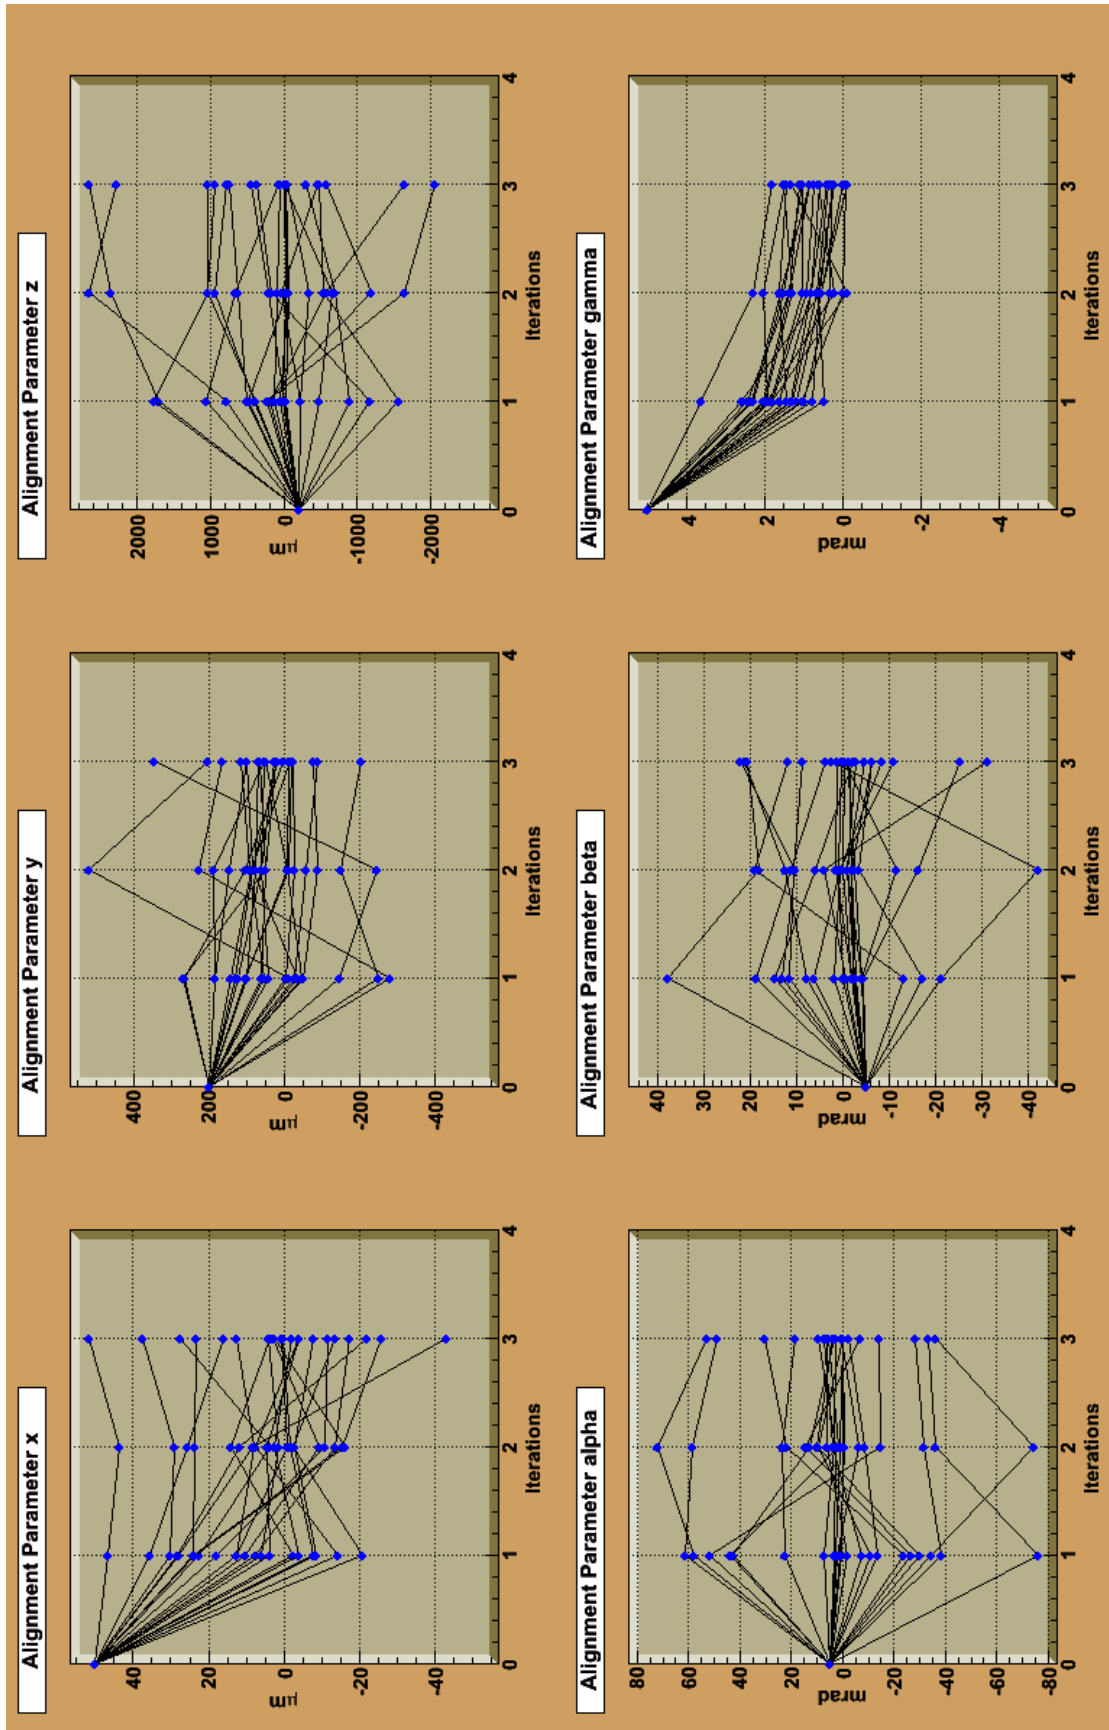 Alignment Parameter x
40
20
0
-20
-40
µm
0 1 2 3 4
Iterations
Alignment Parameter y
400
200
0
-200
-400
µm
0 1 2 3 4
Iterations
Alignment Parameter z
2000
1000
0
-1000
-2000
µm
0 1 2 3 4
Iterations
Alignment Parameter alpha
80
60
40
20
0
-20
-40
-60
-80
mrad
0 1 2 3 4
Iterations
Alignment Parameter beta
40
30
20
10
0
-10
-20
-30
-40
mrad
0 1 2 3 4
Iterations
Alignment Parameter gamma
4
2
0
-2
-4
mrad
0 1 2 3 4
Iterations